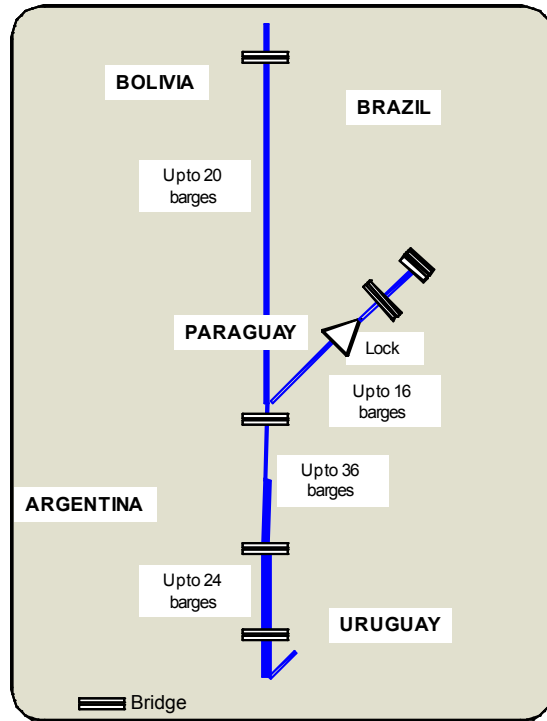 BOLIVIA
BRAZIL
Upto 20
barges
PARAGUAY
Lock
Upto 16
barges
Upto 36
barges
ARGENTINA
Upto 24
barges
URUGUAY
Bridge